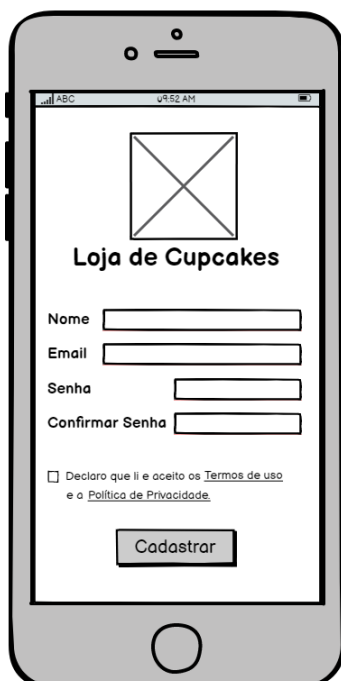 ABC 09:52 AM
Loja de Cupcakes
Nome
Email
Senha
Confirmar Senha
Declaro que li e aceito os Termos de uso
e a Política de Privacidade.
Cadastrar